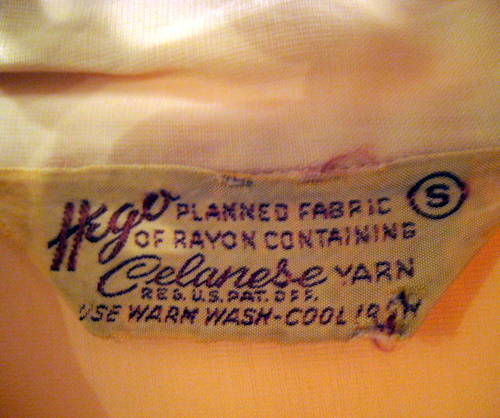 Hego PLANNED FABRIC S
OF RAYON CONTAINING
Celanese YARN
REG. U.S. PAT. OFF.
USE WARM WASH-COOL IRON